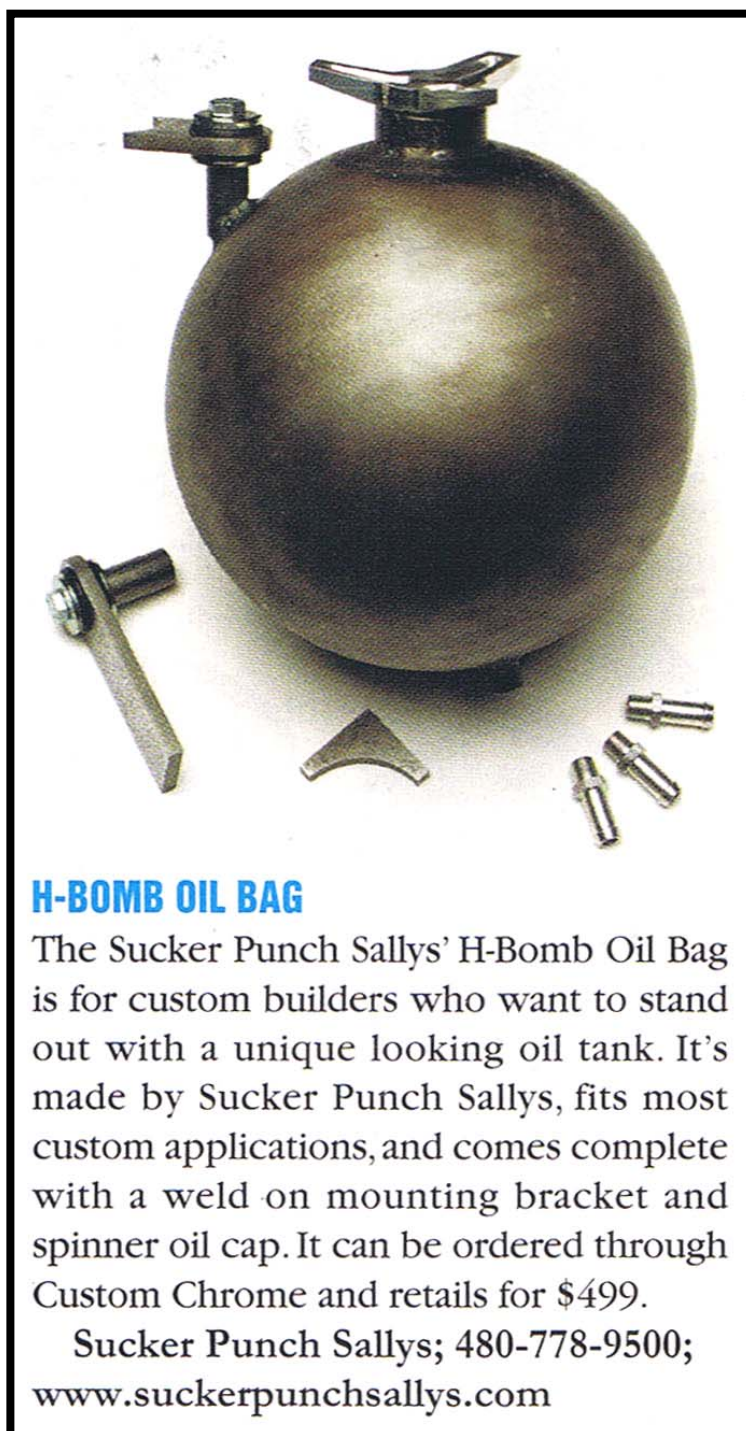 H-BOMB OIL BAG
The Sucker Punch Sallys' H-Bomb Oil Bag
is for custom builders who want to stand
out with a unique looking oil tank. It's
made by Sucker Punch Sallys, fits most
custom applications, and comes complete
with a weld on mounting bracket and
spinner oil cap. It can be ordered through
Custom Chrome and retails for $499.
Sucker Punch Sallys; 480-778-9500;
www.suckerpunchsallys.com